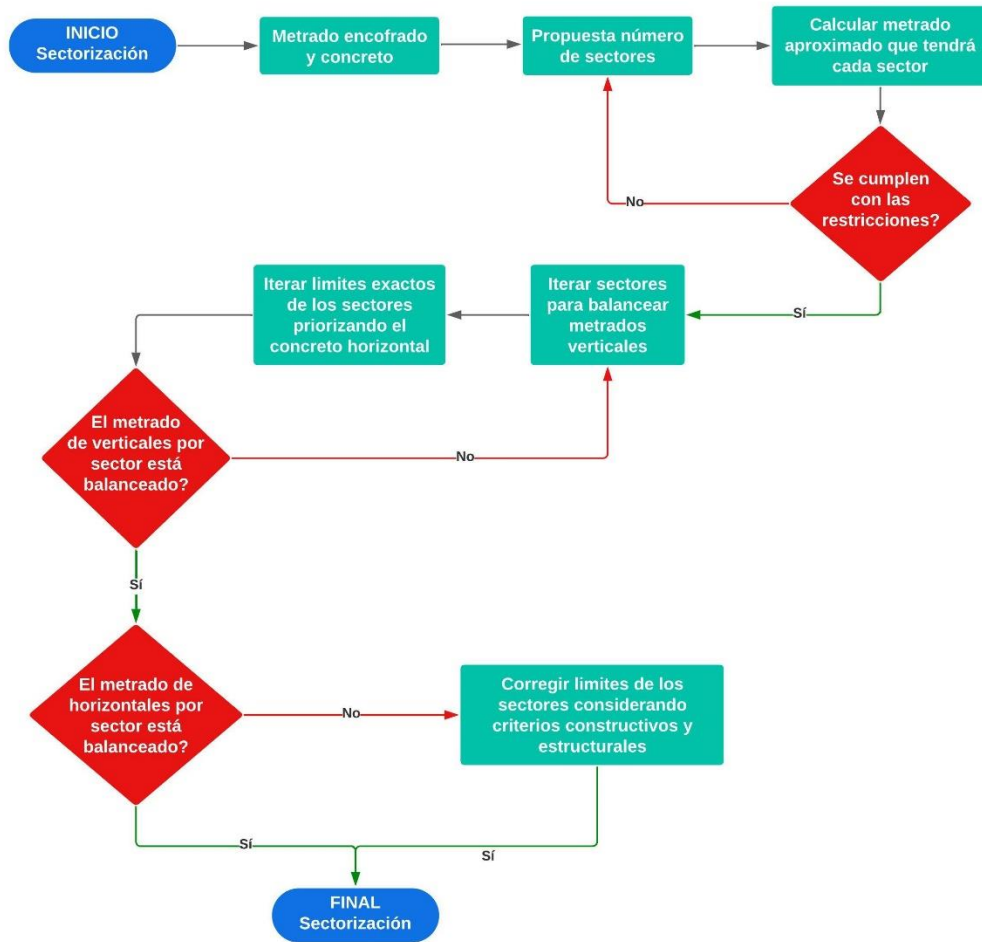 INICIO
Sectorización
Metrado encofrado
y concreto
Propuesta número
de sectores
Calcular metrado
aproximado que tendrá
cada sector
Se cumplen
con las
restricciones?
No
Sí
Iterar limites exactos
de los sectores
priorizando el
concreto horizontal
Iterar sectores
para balancear
metrados
verticales
El metrado
de verticales por
sector está
balanceado?
No
Sí
El metrado de
horizontales por
sector está
balanceado?
No
Corregir limites de los
sectores considerando
criterios constructivos y
estructurales
Sí
Sí
FINAL
Sectorización